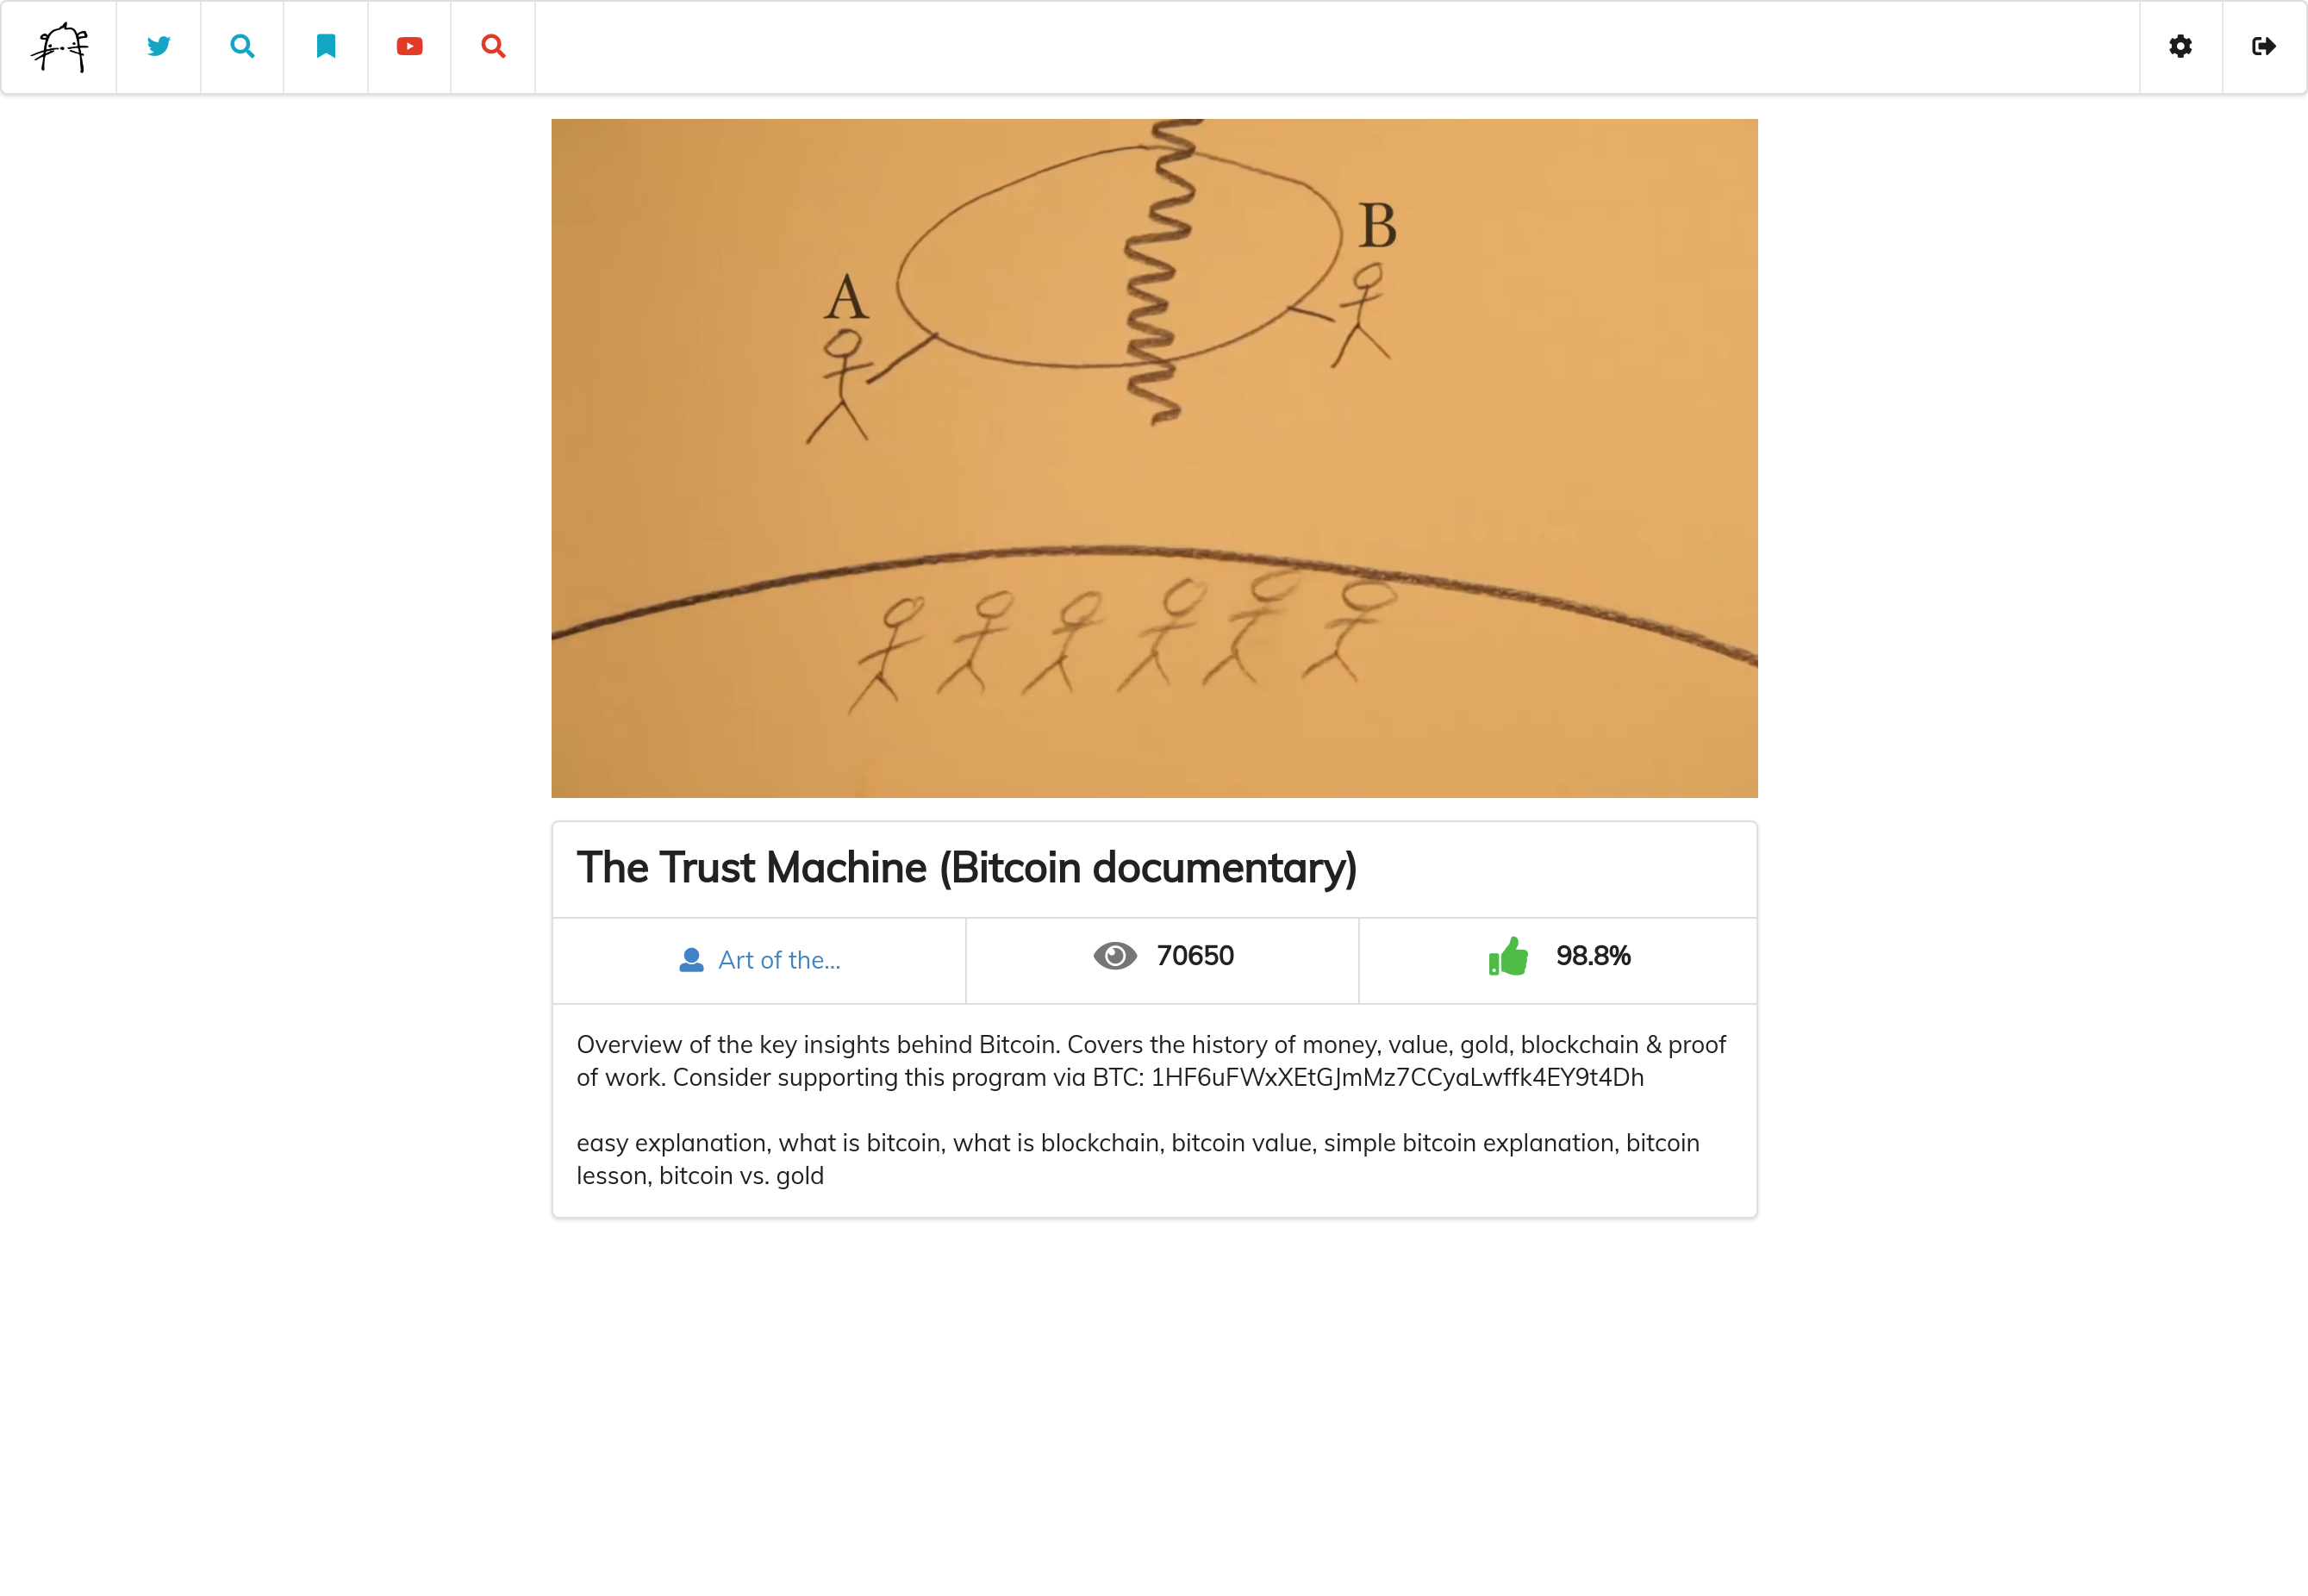 A
B
The Trust Machine (Bitcoin documentary)
Art of the...
70650
98.8%
Overview of the key insights behind Bitcoin. Covers the history of money, value, gold, blockchain & proof
of work. Consider supporting this program via BTC: 1HF6uFWxXEtGJmMz7CCyaLwffk4EY9t4Dh
easy explanation, what is bitcoin, what is blockchain, bitcoin value, simple bitcoin explanation, bitcoin
lesson, bitcoin vs. gold